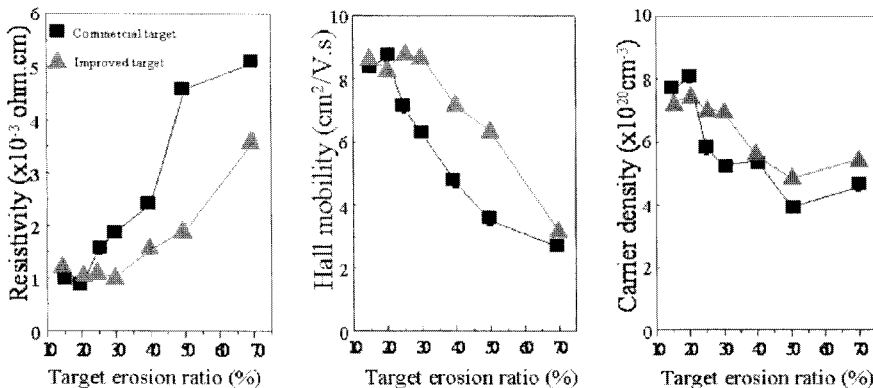 Resistivity (x10⁻³ ohm.cm)
6
5
4
3
2
1
0
Commercial target
Improved target
10 20 30 40 50 60 70
Target erosion ratio (%)
Hall mobility (cm²/V.s)
10
8
6
4
2
0
10 20 30 40 50 60 70
Target erosion ratio (%)
Carrier density (x10²⁰cm⁻³)
10
8
6
4
2
0
10 20 30 40 50 60 70
Target erosion ratio (%)